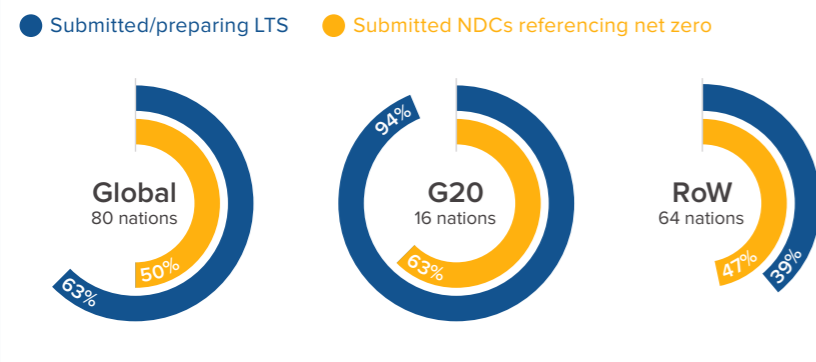 Submitted/preparing LTS
Submitted NDCs referencing net zero
Global
80 nations
63%
50%
G20
16 nations
94%
63%
RoW
64 nations
47%
39%